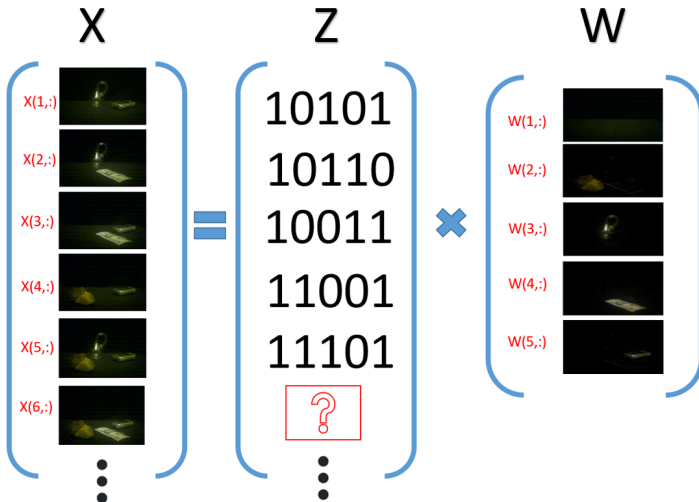 X Z W
X(1,:)
X(2,:)
X(3,:)
X(4,:)
X(5,:)
X(6,:)
=
10101
10110
10011
11001
11101
?
×
W(1,:)
W(2,:)
W(3,:)
W(4,:)
W(5,:)